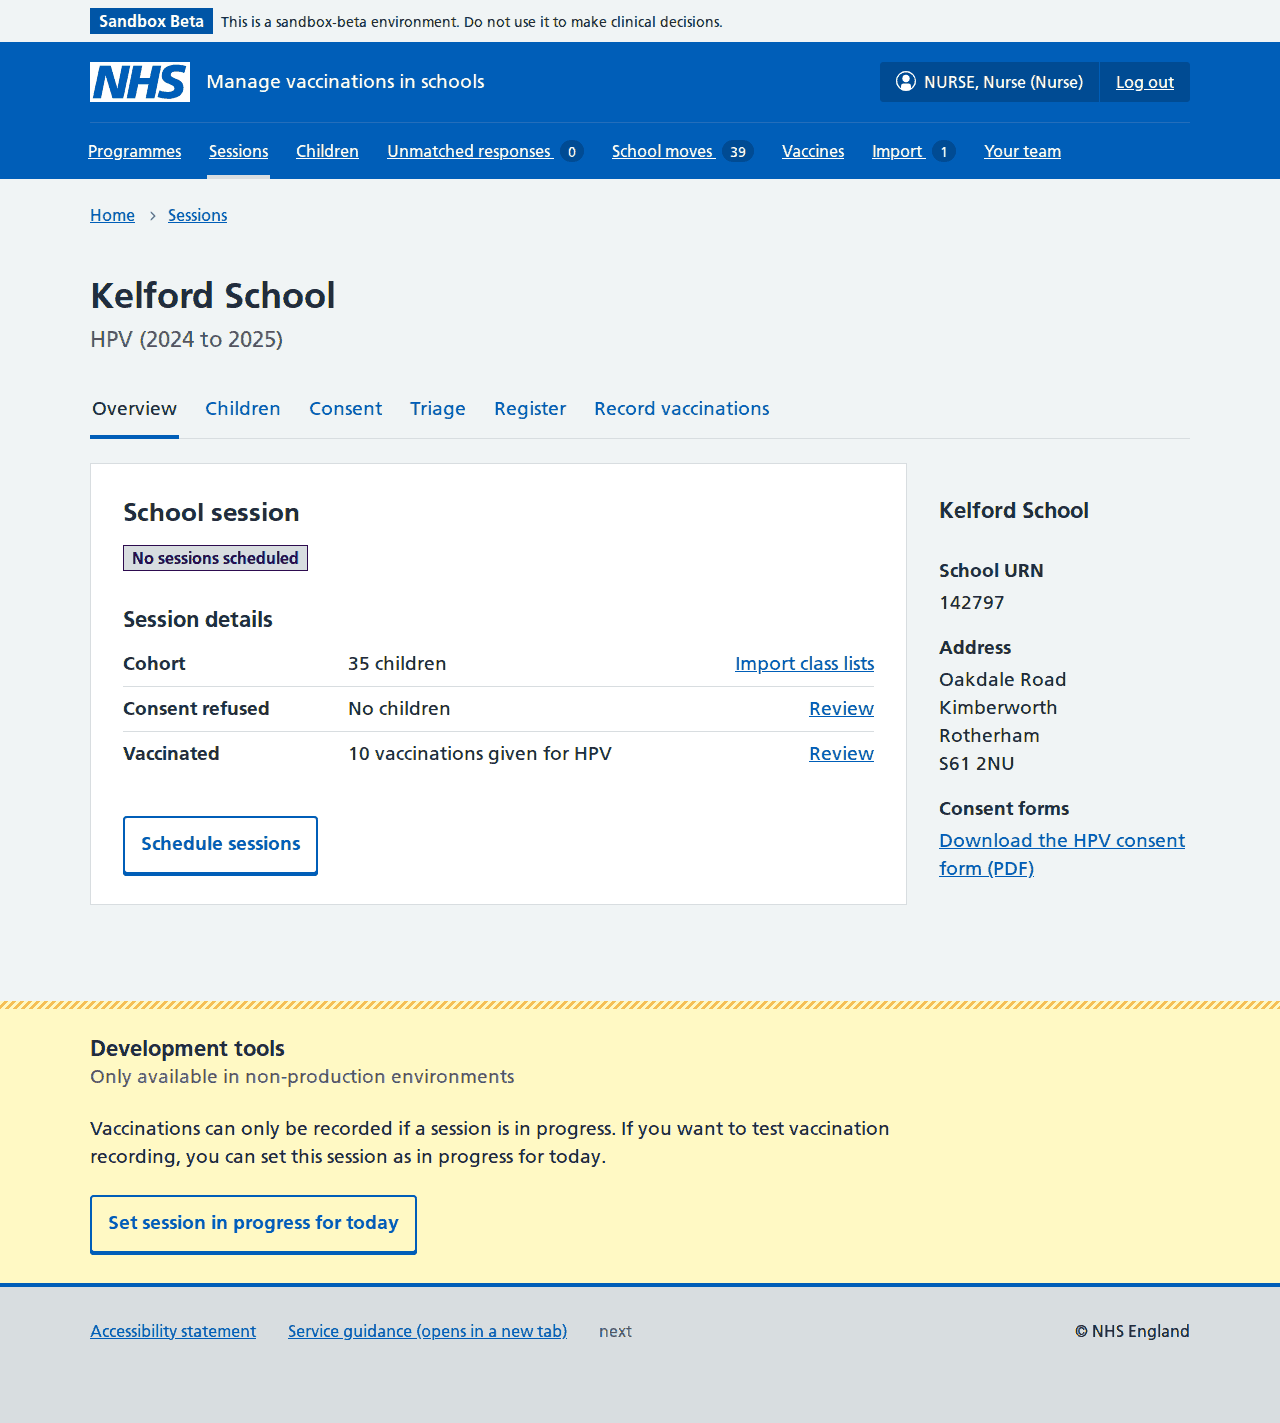 Sandbox Beta This is a sandbox-beta environment. Do not use it to make clinical decisions.
NHS Manage vaccinations in schools NURSE, Nurse (Nurse) Log out
Programmes Sessions Children Unmatched responses 0 School moves 39 Vaccines Import 1 Your team
Home Sessions
Kelford School
HPV (2024 to 2025)
Overview Children Consent Triage Register Record vaccinations
School session
No sessions scheduled
Session details
Cohort 35 children Import class lists
Consent refused No children Review
Vaccinated 10 vaccinations given for HPV Review
Schedule sessions
Kelford School
School URN
142797
Address
Oakdale Road
Kimberworth
Rotherham
S61 2NU
Consent forms
Download the HPV consent
form (PDF)
Development tools
Only available in non-production environments
Vaccinations can only be recorded if a session is in progress. If you want to test vaccination
recording, you can set this session as in progress for today.
Set session in progress for today
Accessibility statement Service guidance (opens in a new tab) next © NHS England